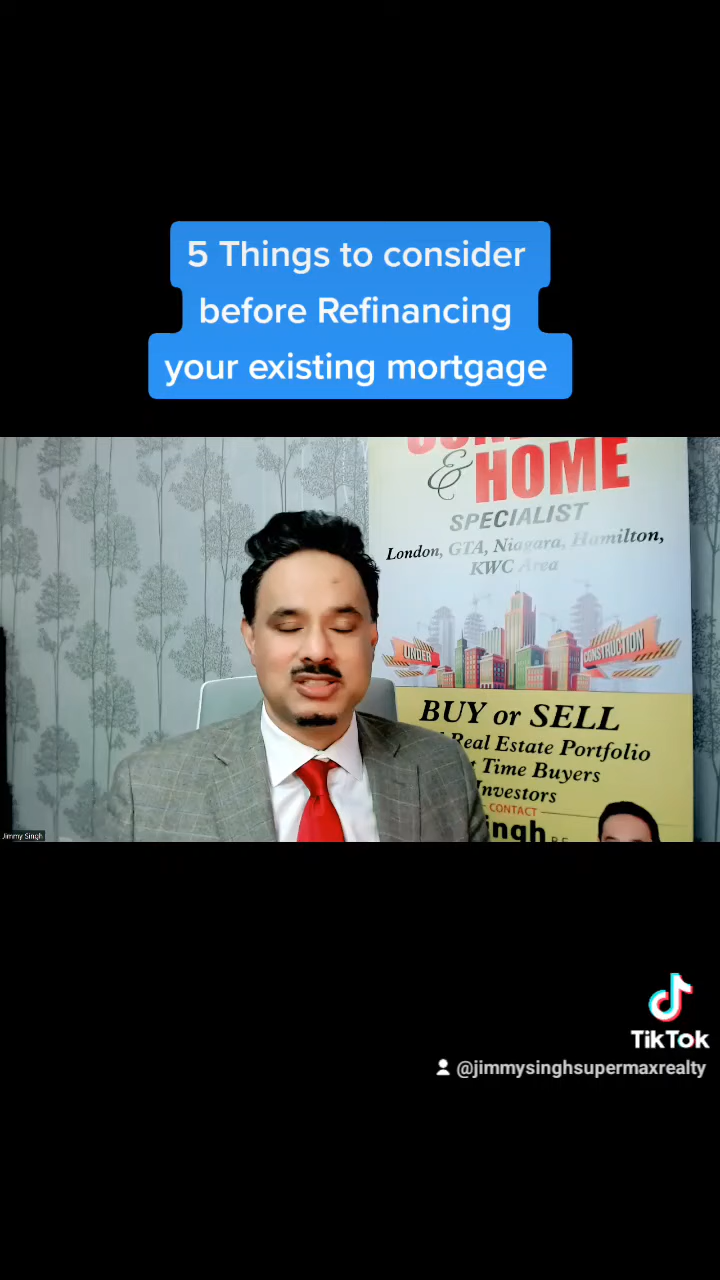 5 Things to consider
before Refinancing
your existing mortgage
&HOME
SPECIALIST
London, GTA, Niagara, Hamilton,
KWC Area
UNDER
CONSTRUCTION
BUY or SELL
Real Estate Portfolio
Time Buyers
Investors
CONTACT
Jimmy Singh
TikTok
@jimmysinghsupermaxrealty